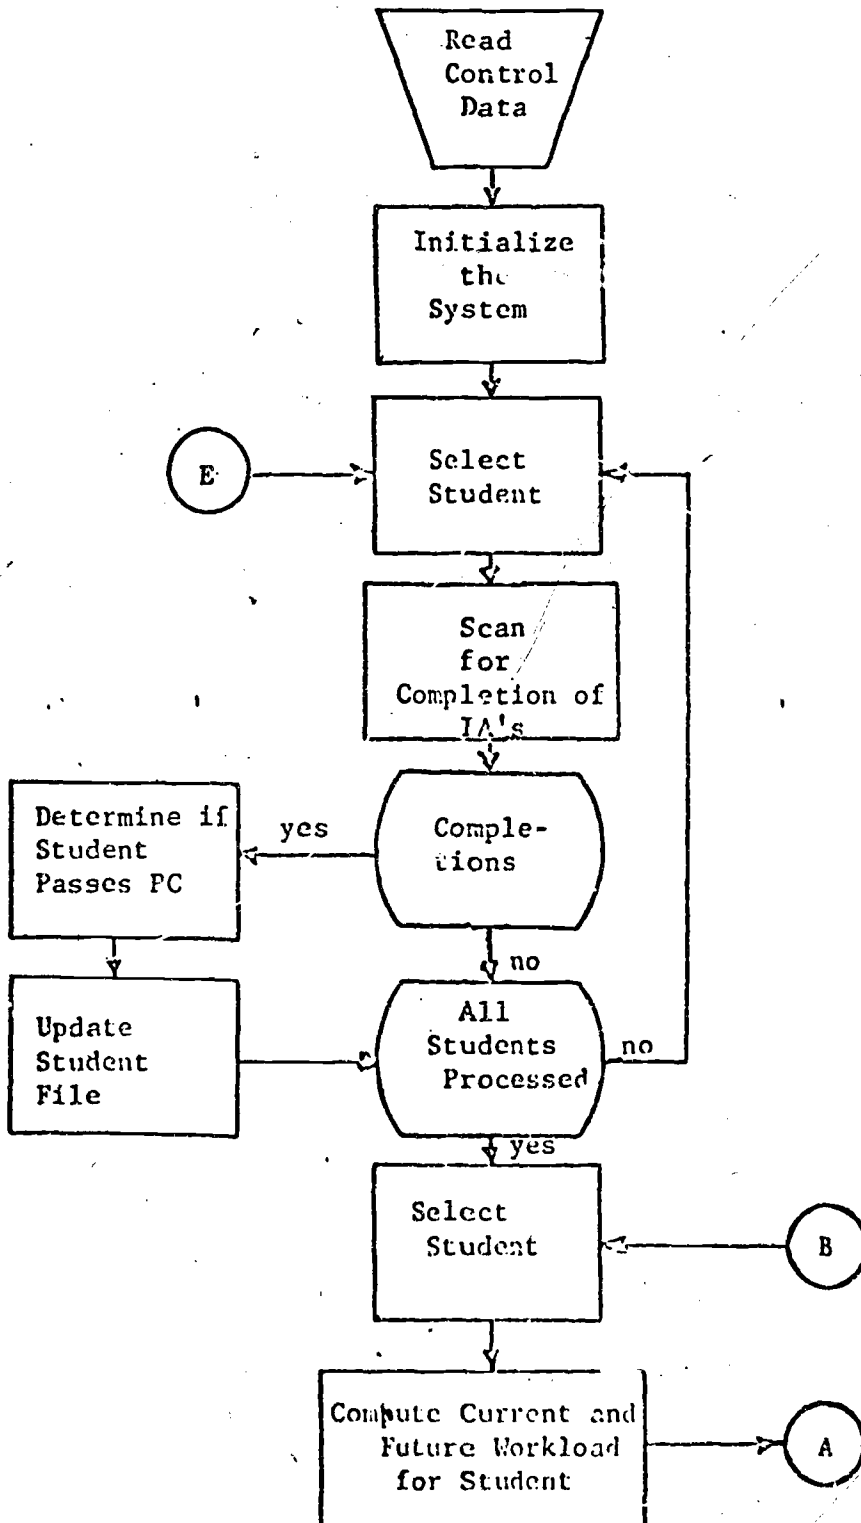 Read
Control
Data
Initialize
the
System
E
Select
Student
Scan
for
Completion of
IA's
Determine if
Student
Passes PC
yes
Comple-
tions
no
Update
Student
File
All
Students
Processed
no
yes
Select
Student
B
Compute Current and
Future Workload
for Student
A